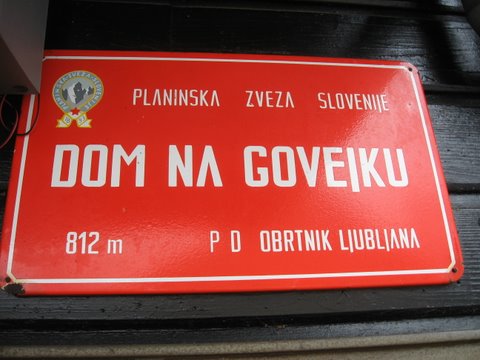 PLANINSKA ZVEZA SLOVENIJE
DOM NA GOVEJKU
812 m P D OBRTNIK LJUBLJANA